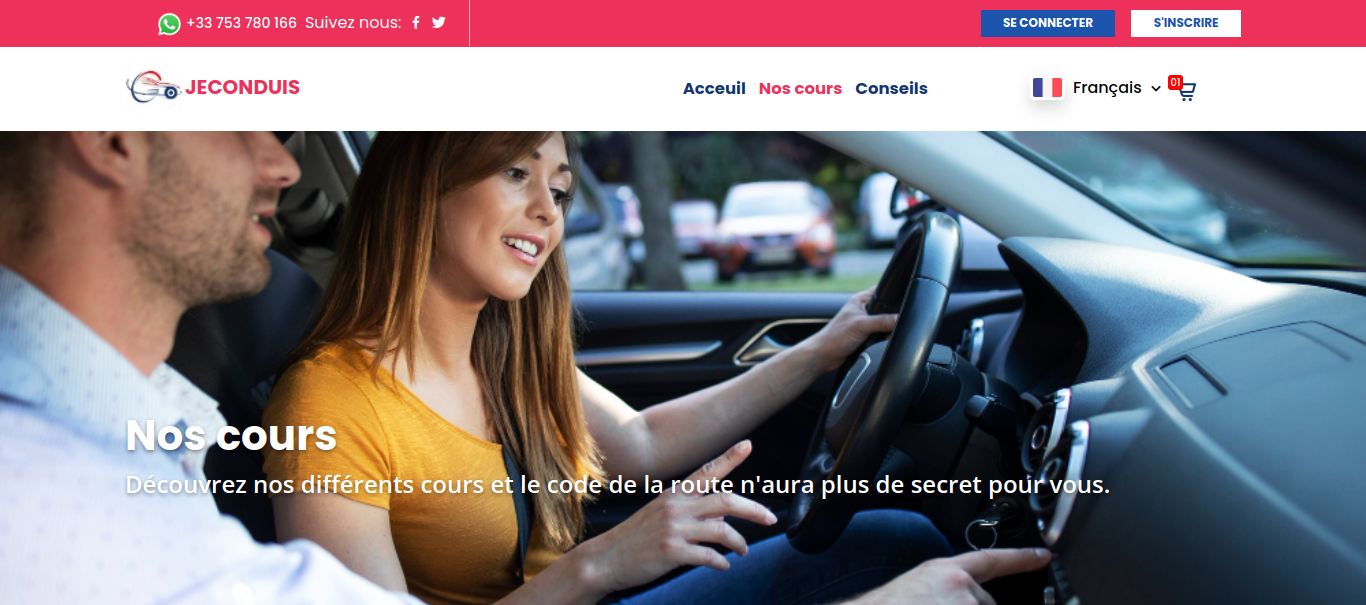 +33 753 780 166 Suivez nous:
SE CONNECTER
S'INSCRIRE
JECONDUIS
Acceuil Nos cours Conseils
Français
01
Nos cours
Découvrez nos différents cours et le code de la route n'aura plus de secret pour vous.